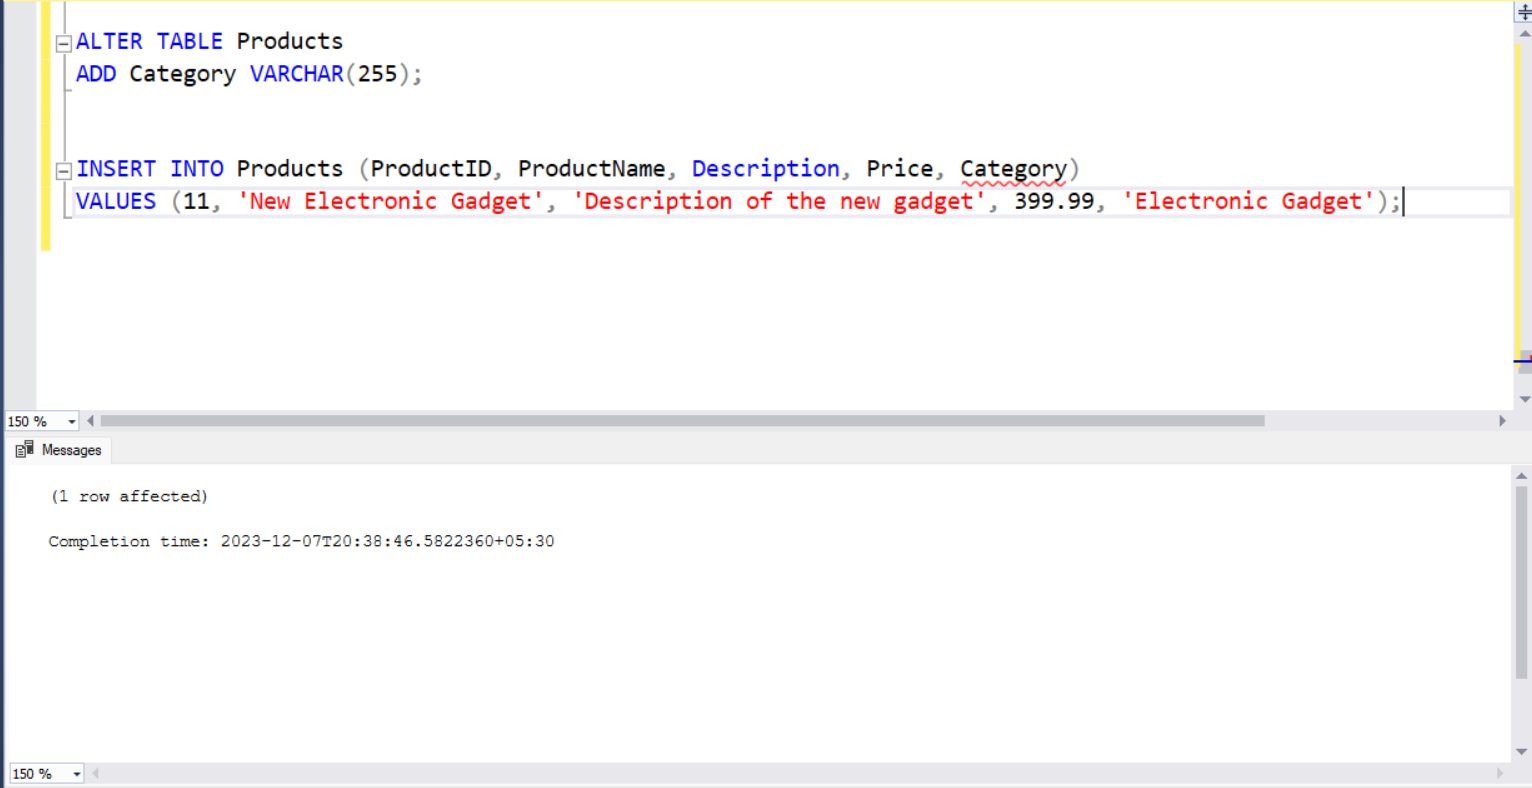 ALTER TABLE Products
ADD Category VARCHAR(255);
INSERT INTO Products (ProductID, ProductName, Description, Price, Category)
VALUES (11, 'New Electronic Gadget', 'Description of the new gadget', 399.99, 'Electronic Gadget');
150 %
Messages
(1 row affected)
Completion time: 2023-12-07T20:38:46.5822360+05:30
150 %